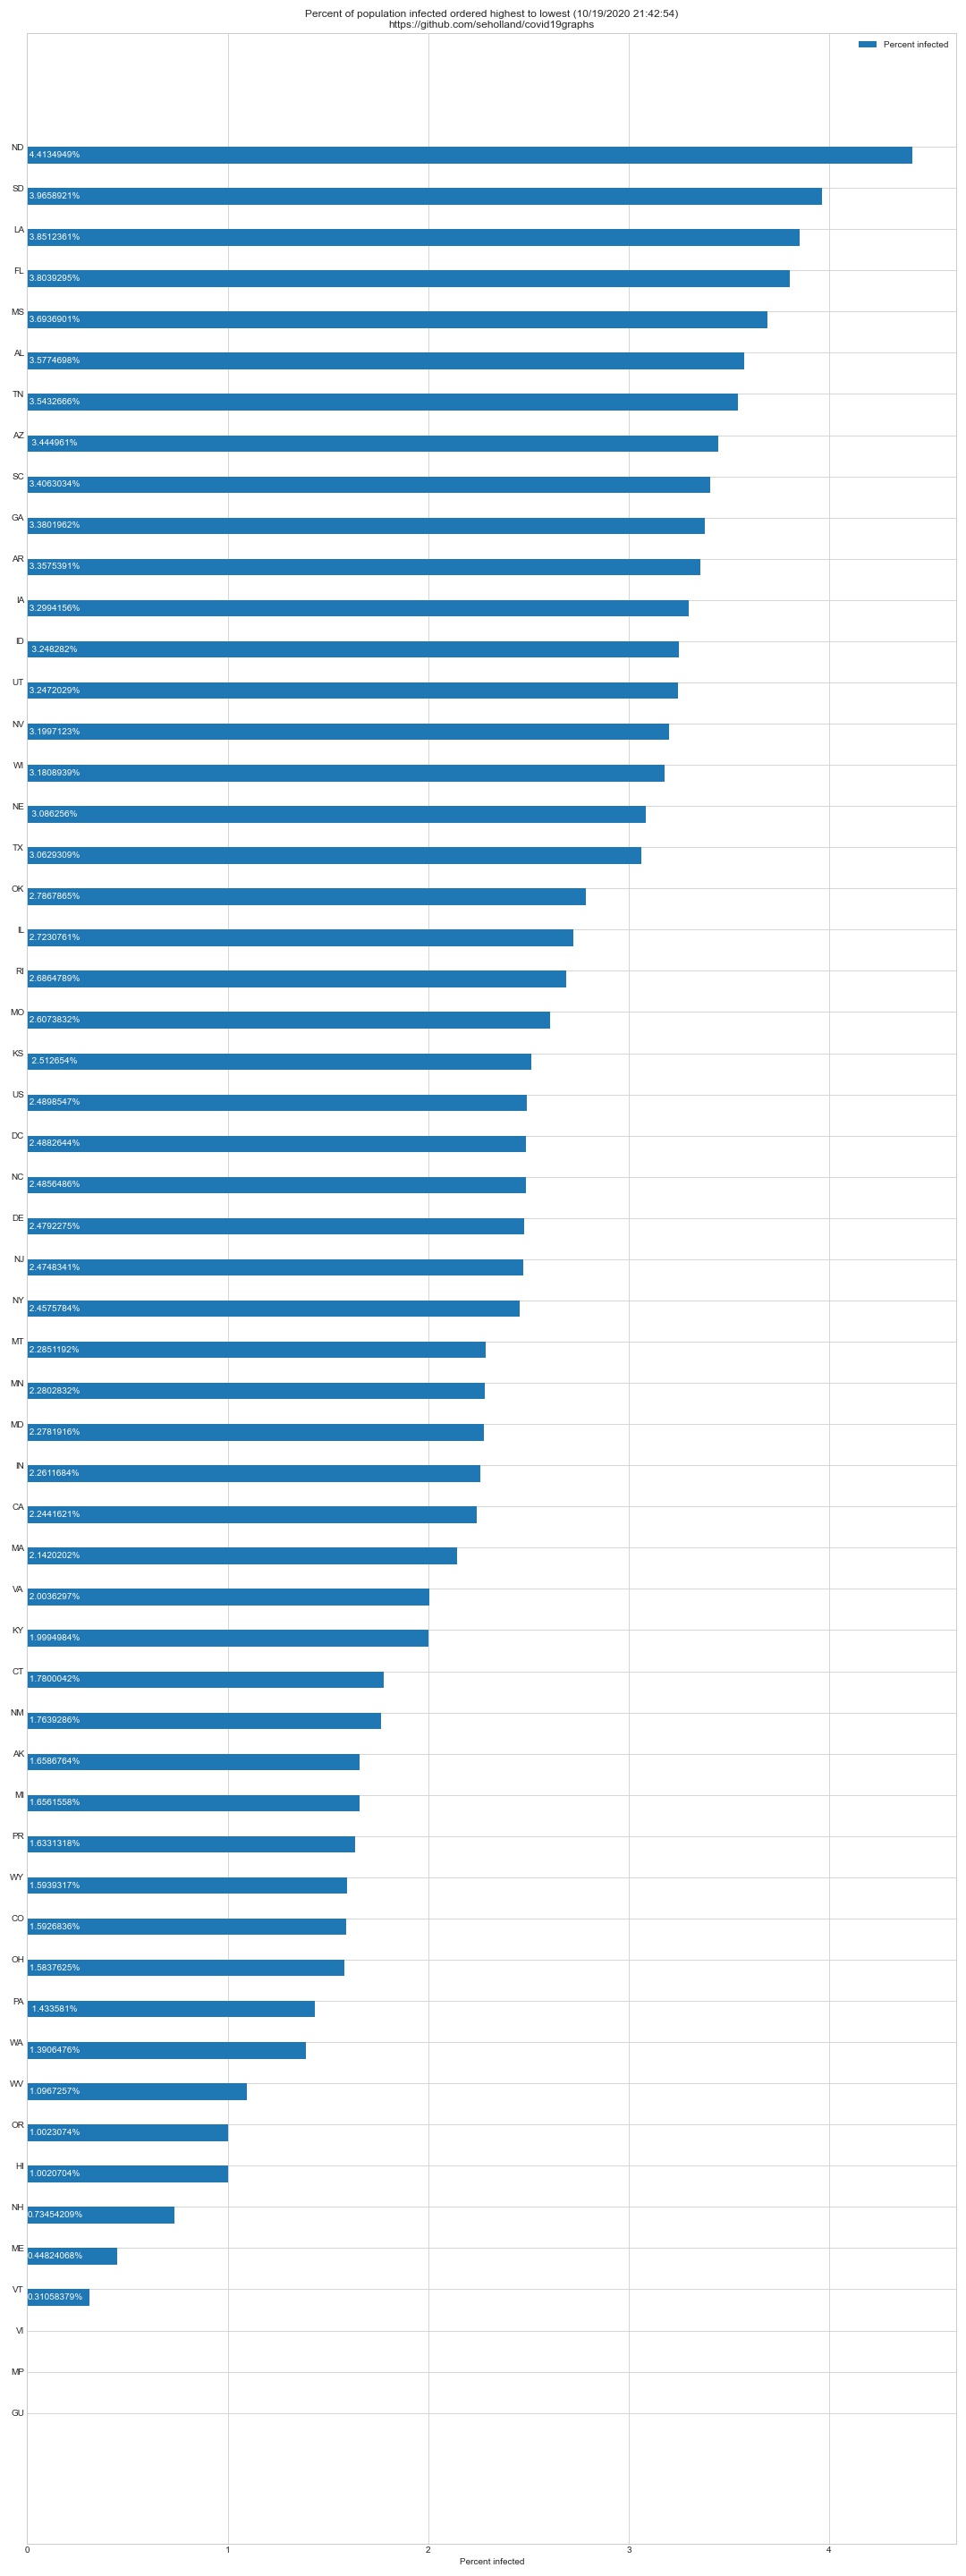 Percent of population infected ordered highest to lowest (10/19/2020 21:42:54)
https://github.com/seholland/covid19graphs
Percent infected
ND 4.4134949%
SD 3.9658921%
LA 3.8512361%
FL 3.8039295%
MS 3.6936901%
AL 3.5774698%
TN 3.5432666%
AZ 3.444961%
SC 3.4063034%
GA 3.3801962%
AR 3.3575391%
IA 3.2994156%
ID 3.248282%
UT 3.2472029%
NV 3.1997123%
WI 3.1808939%
NE 3.086256%
TX 3.0629309%
OK 2.7867865%
IL 2.7230761%
RI 2.6864789%
MO 2.6073832%
KS 2.512654%
US 2.4898547%
DC 2.4882644%
NC 2.4856486%
DE 2.4792275%
NJ 2.4748341%
NY 2.4575784%
MT 2.2851192%
MN 2.2802832%
MD 2.2781916%
IN 2.2611684%
CA 2.2441621%
MA 2.1420202%
VA 2.0036297%
KY 1.9994984%
CT 1.7800042%
NM 1.7639286%
AK 1.6586764%
MI 1.6561558%
PR 1.6331318%
WY 1.5939317%
CO 1.5926836%
OH 1.5837625%
PA 1.433581%
WA 1.3906476%
WV 1.0967257%
OR 1.0023074%
HI 1.0020704%
NH 0.73454209%
ME 0.44824068%
VT 0.31058379%
VI
MP
GU
0 1 2 3 4
Percent infected